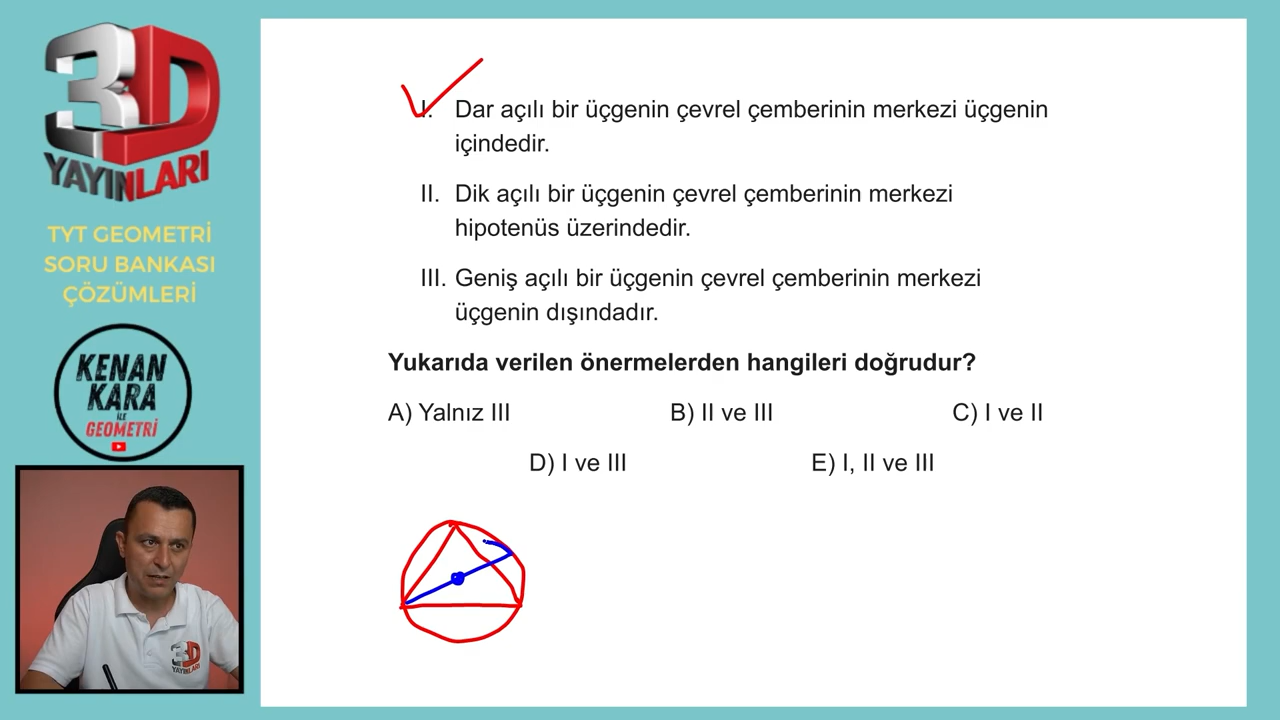 3D
YAYINLARI
TYT GEOMETRİ
SORU BANKASI
ÇÖZÜMLERİ
KENAN
KARA
İLE
GEOMETRİ
3D
YAYINLARI
I. Dar açılı bir üçgenin çevrel çemberinin merkezi üçgenin
içindedir.
II. Dik açılı bir üçgenin çevrel çemberinin merkezi
hipotenüs üzerindedir.
III. Geniş açılı bir üçgenin çevrel çemberinin merkezi
üçgenin dışındadır.
Yukarıda verilen önermelerden hangileri doğrudur?
A) Yalnız III B) II ve III C) I ve II
D) I ve III E) I, II ve III